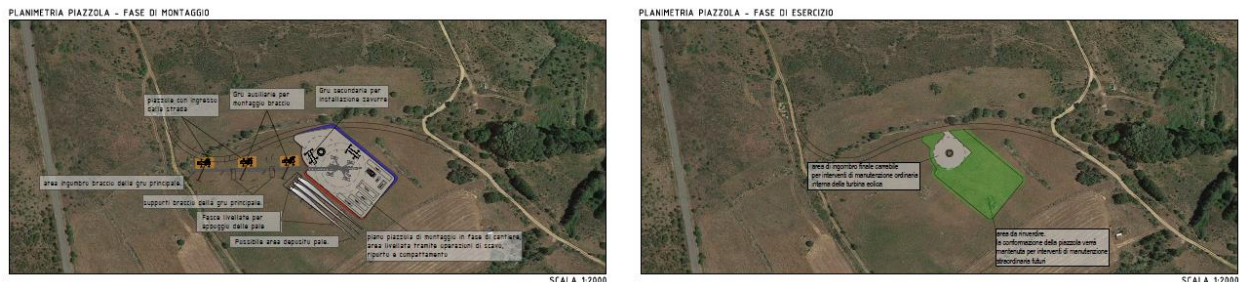 PLANIMETRIA PIAZZOLA - FASE DI MONTAGGIO
piazzola con ingresso
dalla strada
Gru ausiliarie per
montaggio braccio
Gru secondaria per
installazione zavorre
area ingombro braccio della gru principale.
supporti braccio della gru principale.
Fasce livellate per
appoggio delle pale
Possibile area deposito pale.
piano piazzola di montaggio in fase di cantiere,
area livellata tramite operazioni di scavo,
riporto e compattamento
SCALA 1:2000
PLANIMETRIA PIAZZOLA - FASE DI ESERCIZIO
area di ingombro finale carrabile
per interventi di manutenzione ordinaria
interna della turbina eolica
area da rinverdire.
la conformazione della piazzola verrà
mantenuta per interventi di manutenzione
straordinaria futuri
SCALA 1:2000